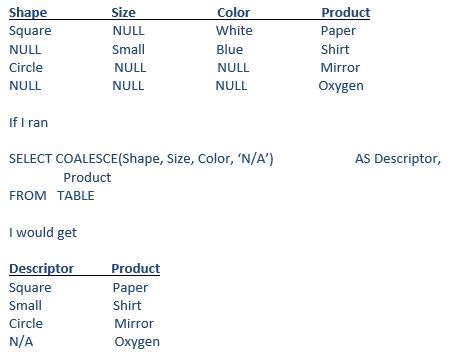 Shape Size Color Product
Square NULL White Paper
NULL Small Blue Shirt
Circle NULL NULL Mirror
NULL NULL NULL Oxygen
If I ran
SELECT COALESCE(Shape, Size, Color, ‘N/A’) AS Descriptor,
Product
FROM TABLE
I would get
Descriptor Product
Square Paper
Small Shirt
Circle Mirror
N/A Oxygen